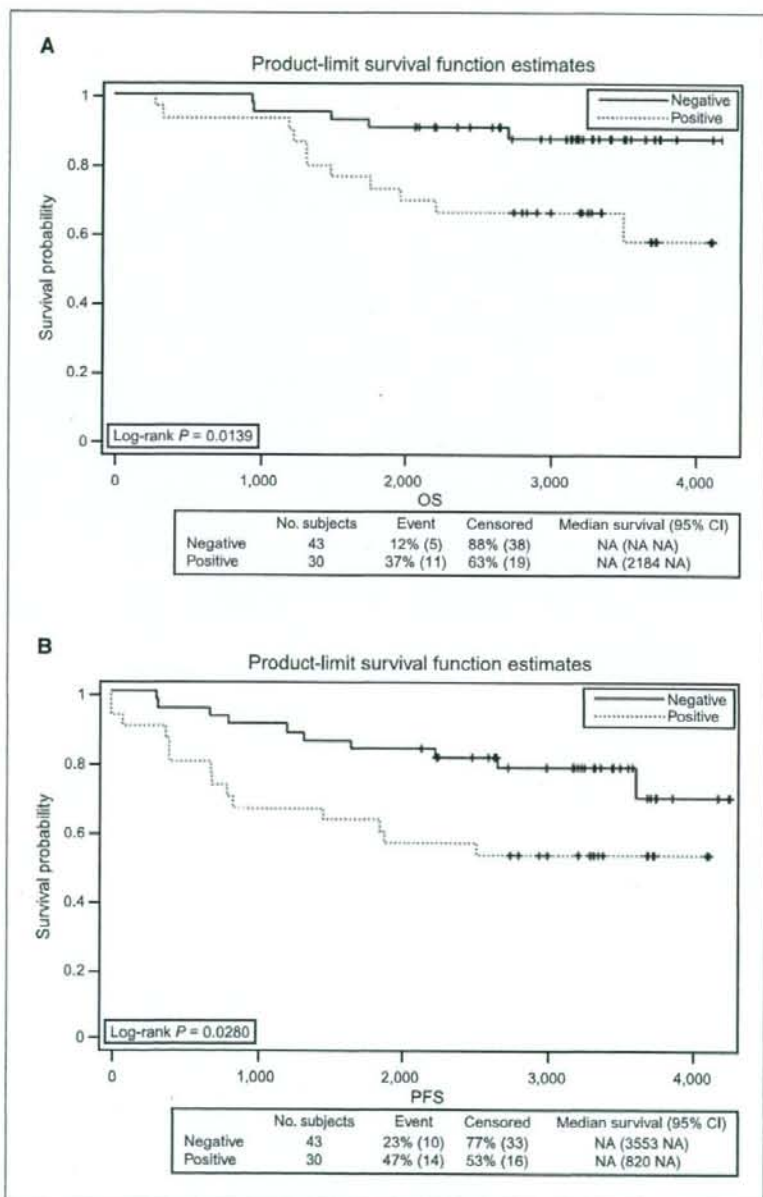 A
Product-limit survival function estimates
Negative
Positive
1
0.8
0.6
0.4
0.2
0
Survival probability
Log-rank P = 0.0139
0 1,000 2,000 3,000 4,000
OS
No. subjects Event Censored Median survival (95% CI)
Negative 43 12% (5) 88% (38) NA (NA NA)
Positive 30 37% (11) 63% (19) NA (2184 NA)
B
Product-limit survival function estimates
Negative
Positive
1
0.8
0.6
0.4
0.2
0
Survival probability
Log-rank P = 0.0280
0 1,000 2,000 3,000 4,000
PFS
No. subjects Event Censored Median survival (95% CI)
Negative 43 23% (10) 77% (33) NA (3553 NA)
Positive 30 47% (14) 53% (16) NA (820 NA)